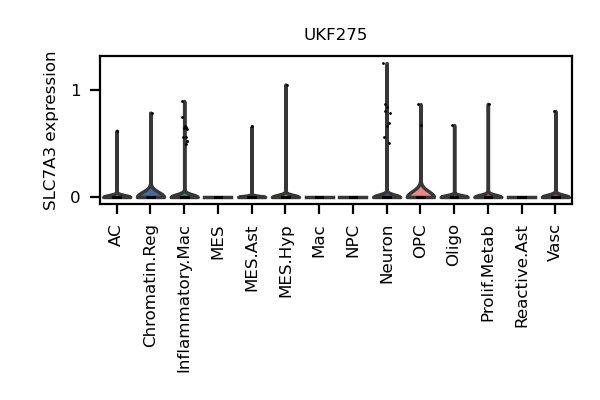 UKF275
SLC7A3 expression
1
0
AC
Chromatin.Reg
Inflammatory.Mac
MES
MES.Ast
MES.Hyp
Mac
NPC
Neuron
OPC
Oligo
Prolif.Metab
Reactive.Ast
Vasc